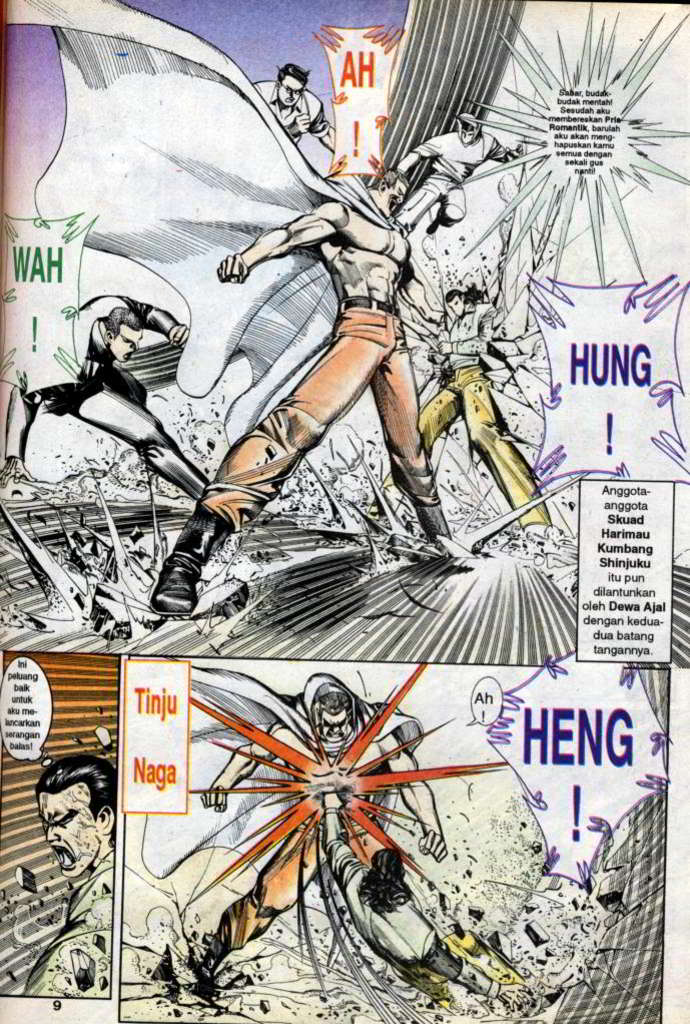 AH
!
Sabar, budak-
budak mentah!
Sesudah aku
membereskan Pria
Romantik, barulah
aku akan meng-
hapuskan kamu
semua dengan
sekali gus
nanti!
WAH
!
HUNG
!
Anggota-
anggota
Skuad
Harimau
Kumbang
Shinjuku
itu pun
dilantunkan
oleh Dewa Ajal
dengan kedua-
dua batang
tangannya.
Ini
peluang
baik
untuk
aku me-
lancarkan
serangan
balas!
Tinju
Naga
Ah
!
HENG
!
9